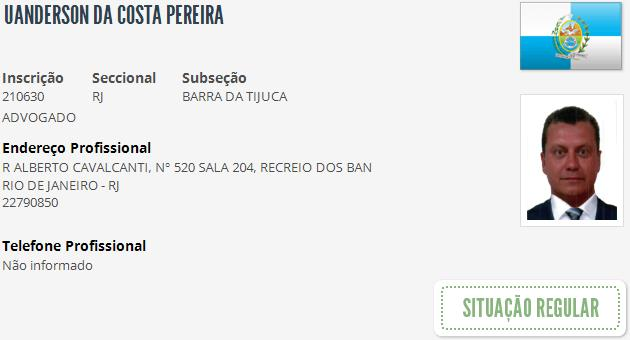 UANDERSON DA COSTA PEREIRA
Inscrição Seccional Subseção
210630 RJ BARRA DA TIJUCA
ADVOGADO
Endereço Profissional
R ALBERTO CAVALCANTI, Nº 520 SALA 204, RECREIO DOS BAN
RIO DE JANEIRO - RJ
22790850
Telefone Profissional
Não informado
SITUAÇÃO REGULAR